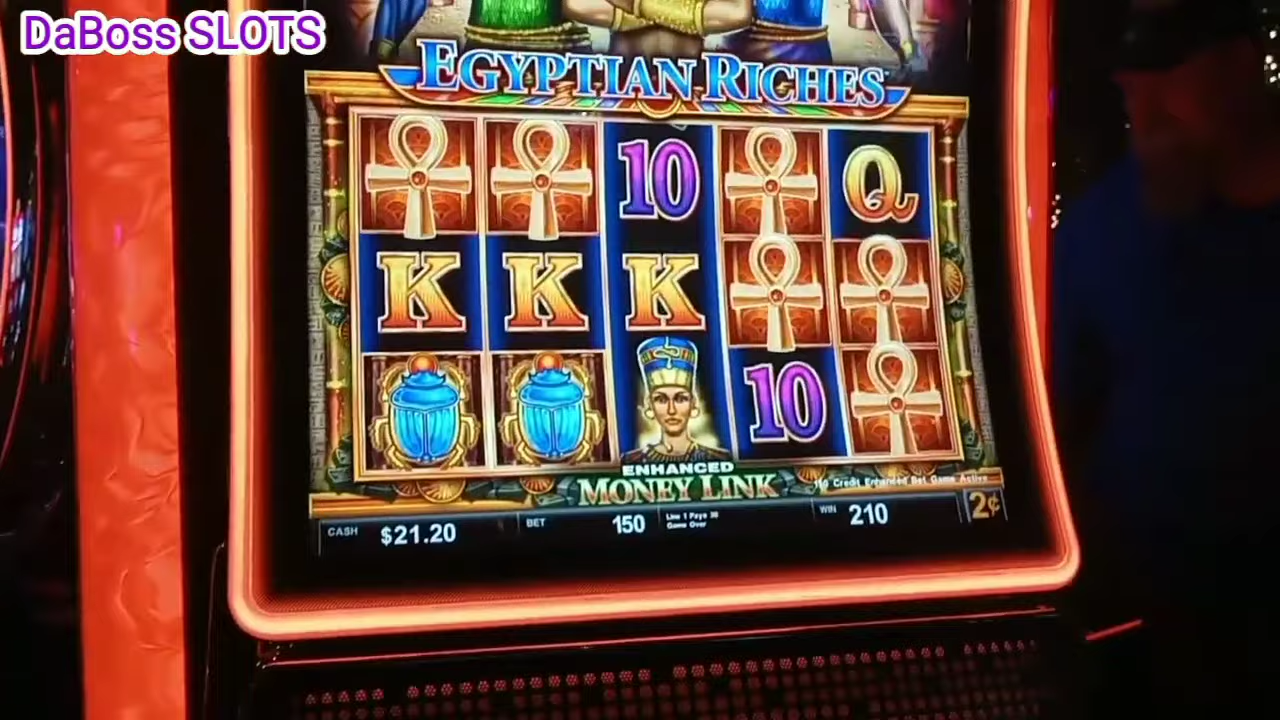 DaBoss SLOTS
EGYPTIAN RICHES
10
Q
K K K
10
ENHANCED
MONEY LINK
150 Credit Enhanced Bet Game Active
CASH $21.20 BET 150 Line 1 Pays 30 WIN 210 2¢
Game Over